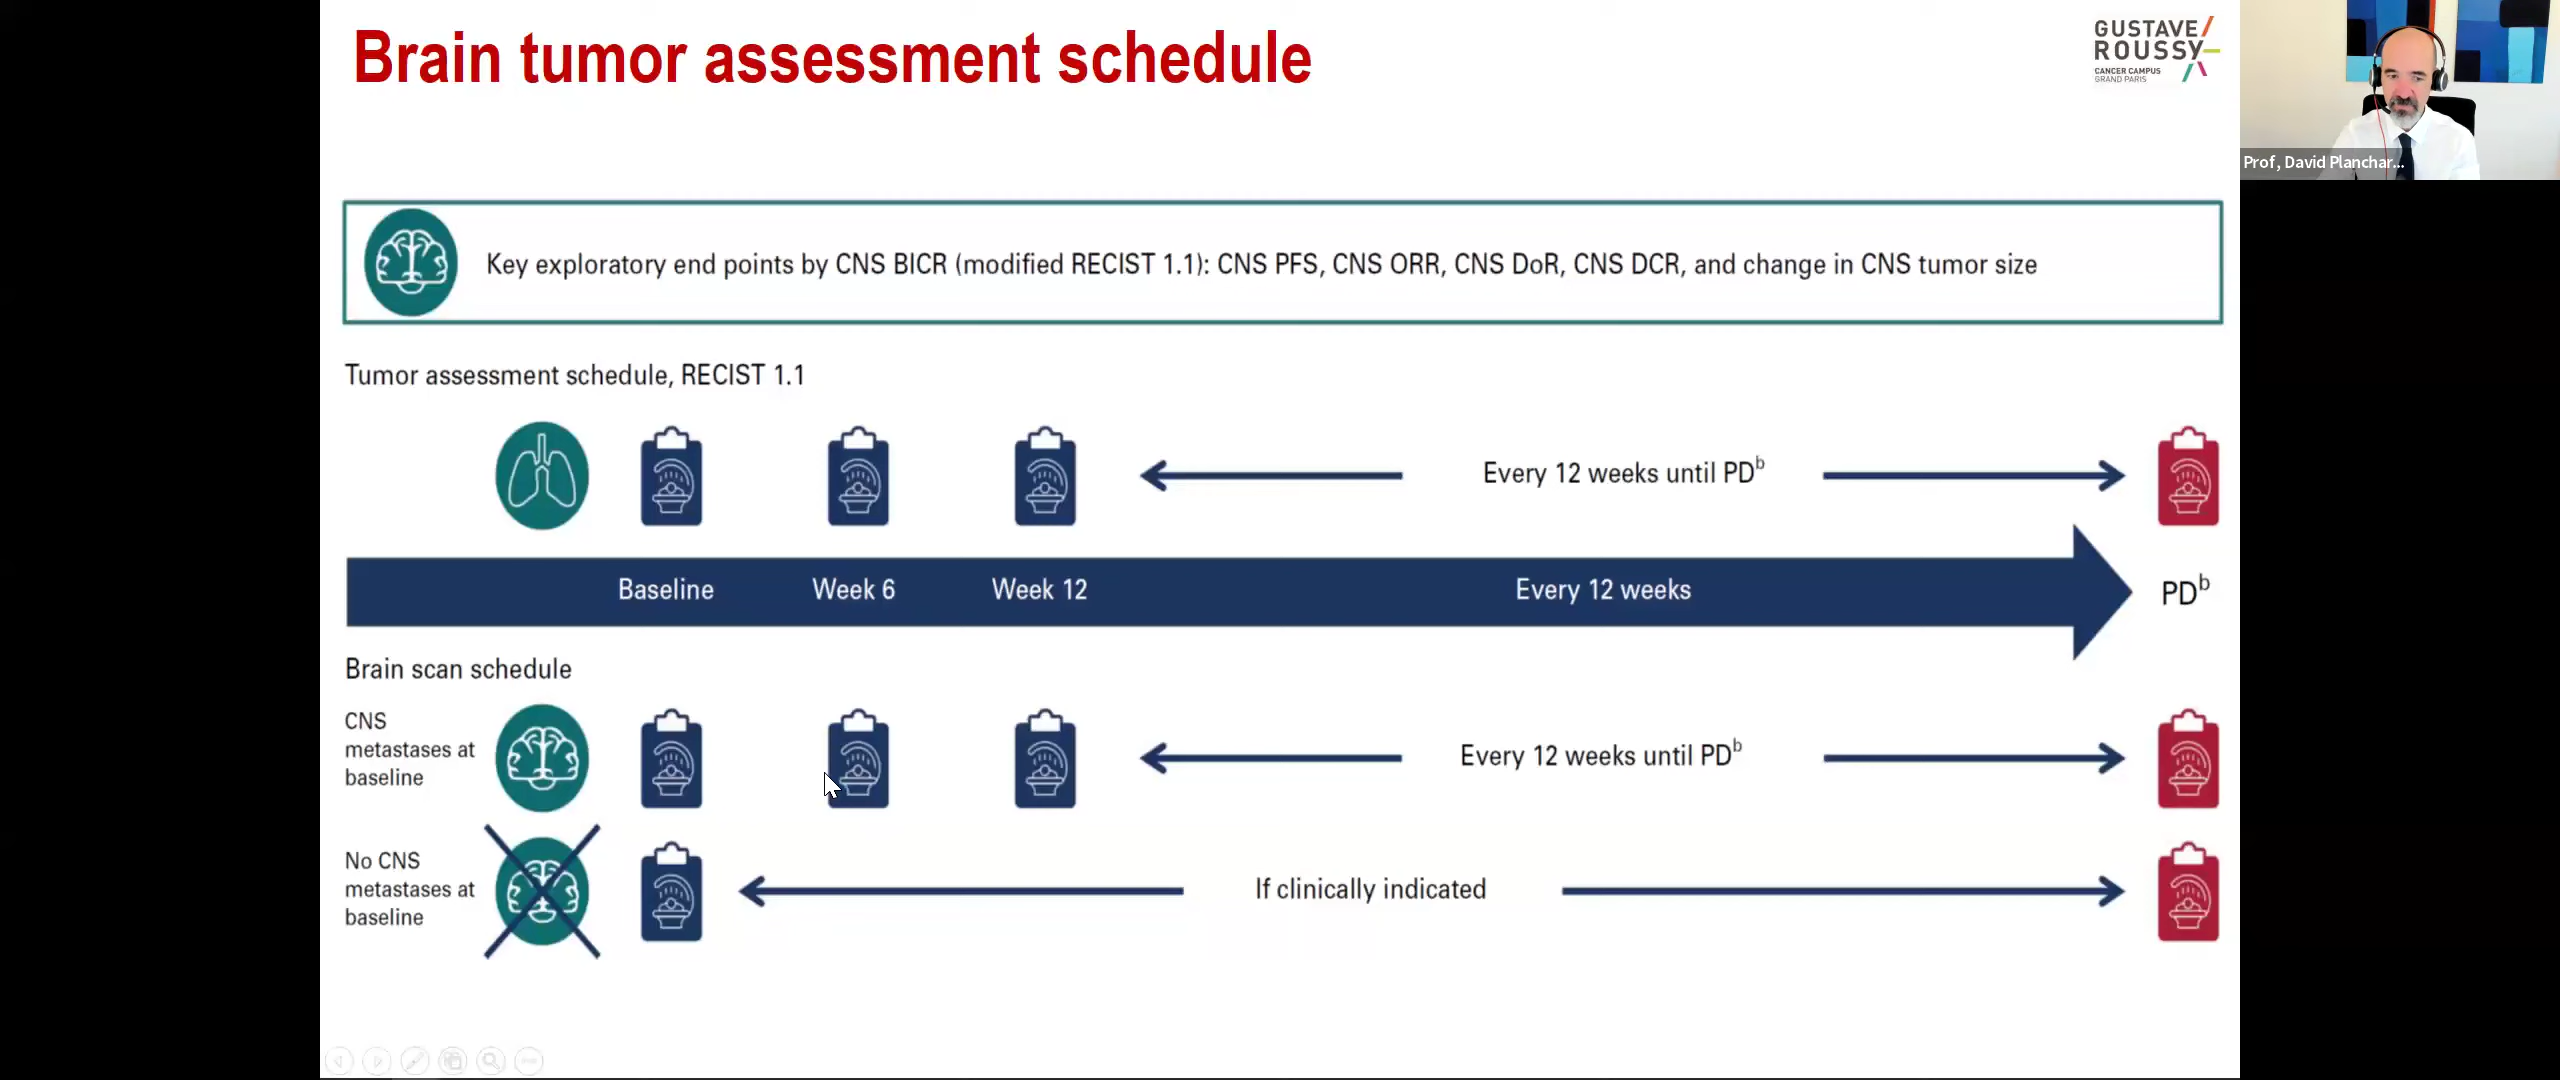 Brain tumor assessment schedule
GUSTAVE/
ROUSSY
CANCER CAMPUS
GRAND PARIS
Prof, David Planchar...
Key exploratory end points by CNS BICR (modified RECIST 1.1): CNS PFS, CNS ORR, CNS DoR, CNS DCR, and change in CNS tumor size
Tumor assessment schedule, RECIST 1.1
Every 12 weeks until PDb
Baseline
Week 6
Week 12
Every 12 weeks
PDb
Brain scan schedule
CNS
metastases at
baseline
Every 12 weeks until PDb
No CNS
metastases at
baseline
If clinically indicated